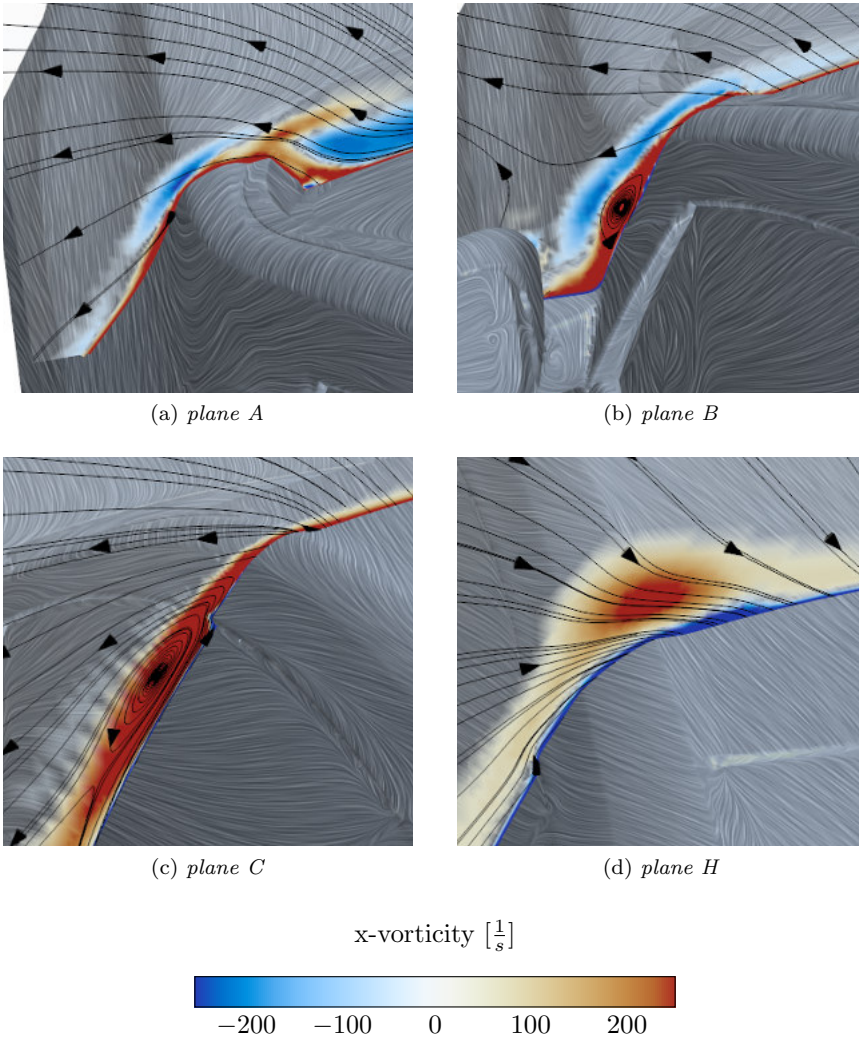 (a) plane A
(b) plane B
(c) plane C
(d) plane H
x-vorticity [1/s]
−200 −100 0 100 200